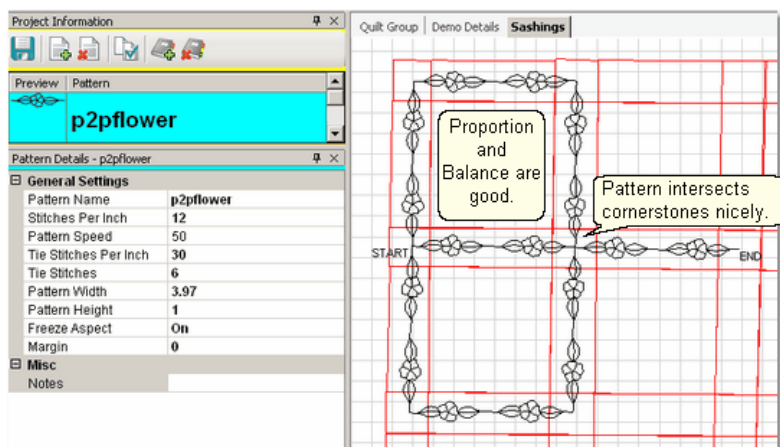 Project Information
Preview Pattern
p2pflower
Pattern Details - p2pflower
General Settings
Pattern Name p2pflower
Stitches Per Inch 12
Pattern Speed 50
Tie Stitches Per Inch 30
Tie Stitches 6
Pattern Width 3.97
Pattern Height 1
Freeze Aspect On
Margin 0
Misc
Notes
Quilt Group Demo Details Sashings
Proportion
and
Balance are
good.
Pattern intersects
cornerstones nicely.
START
END